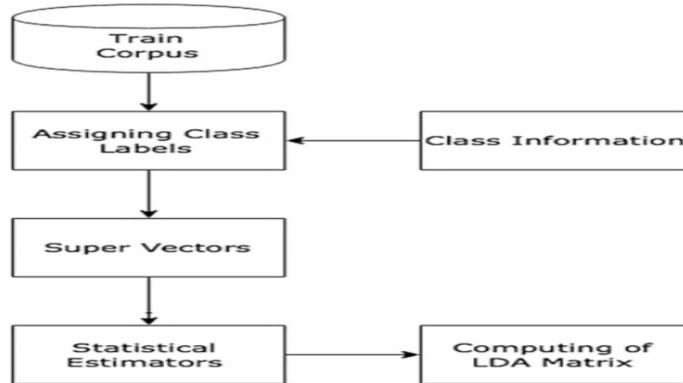 Train
Corpus
Assigning Class
Labels
Class Information
Super Vectors
Statistical
Estimators
Computing of
LDA Matrix